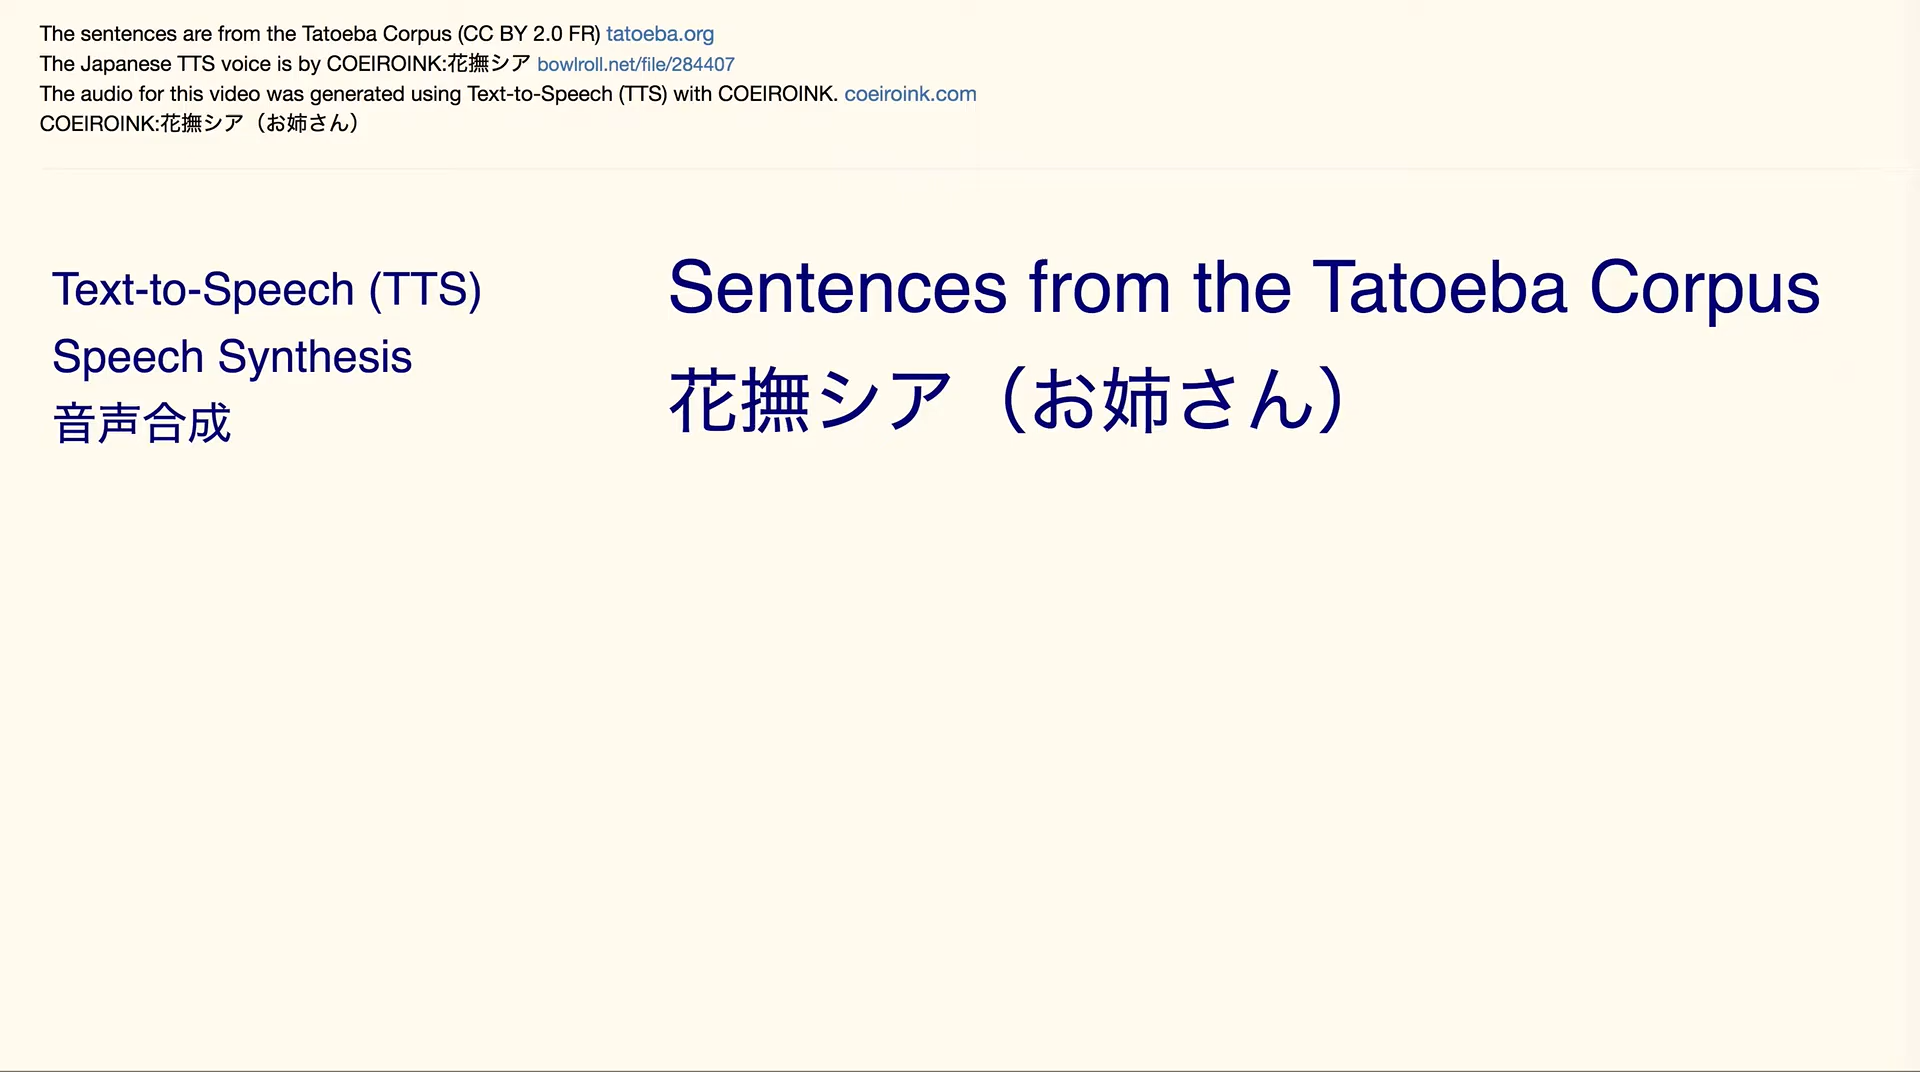 The sentences are from the Tatoeba Corpus (CC BY 2.0 FR) tatoeba.org
The Japanese TTS voice is by COEIROINK:花撫シア bowlroll.net/file/284407
The audio for this video was generated using Text-to-Speech (TTS) with COEIROINK. coeiroink.com
COEIROINK:花撫シア（お姉さん）
Text-to-Speech (TTS)
Speech Synthesis
音声合成
Sentences from the Tatoeba Corpus
花撫シア（お姉さん）